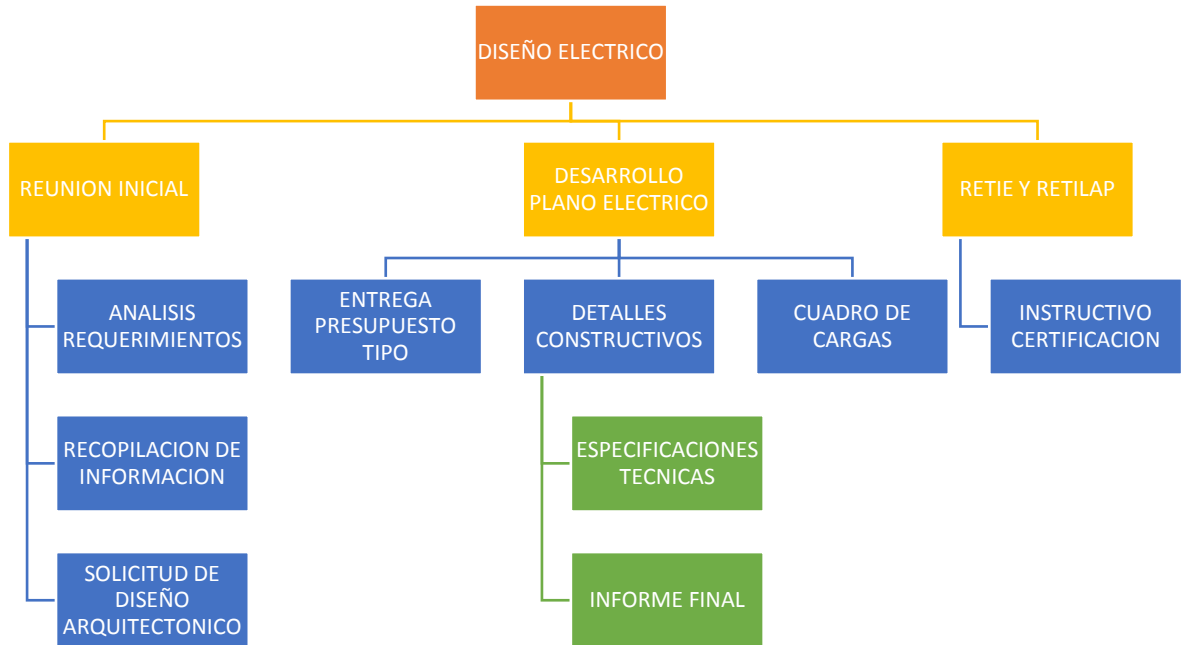 DISEÑO ELECTRICO
REUNION INICIAL
DESARROLLO
PLANO ELECTRICO
RETIE Y RETILAP
ANALISIS
REQUERIMIENTOS
ENTREGA
PRESUPUESTO
TIPO
DETALLES
CONSTRUCTIVOS
CUADRO DE
CARGAS
INSTRUCTIVO
CERTIFICACION
RECOPILACION DE
INFORMACION
ESPECIFICACIONES
TECNICAS
SOLICITUD DE
DISEÑO
ARQUITECTONICO
INFORME FINAL